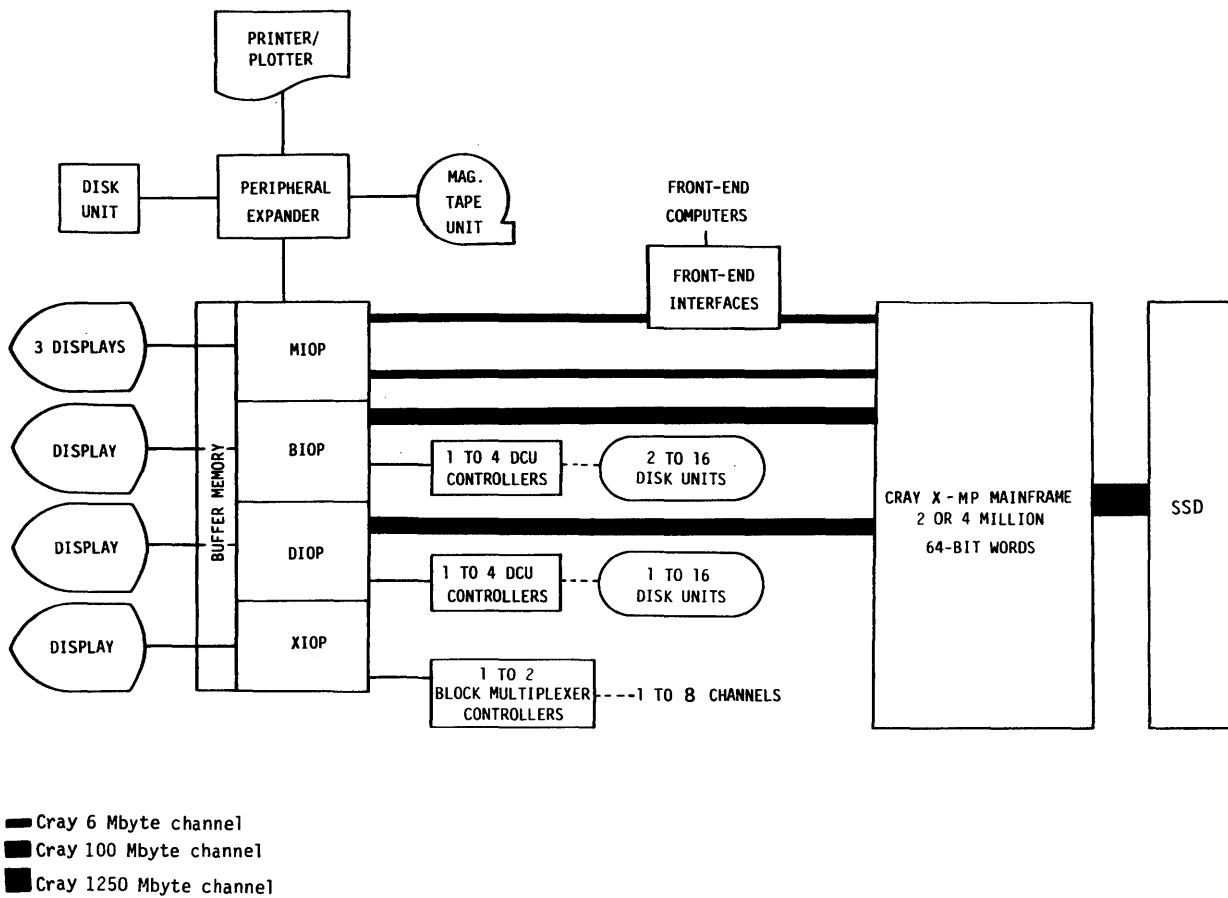 PRINTER/
PLOTTER
DISK
UNIT
PERIPHERAL
EXPANDER
MAG.
TAPE
UNIT
FRONT-END
COMPUTERS
FRONT-END
INTERFACES
3 DISPLAYS
DISPLAY
DISPLAY
DISPLAY
BUFFER MEMORY
MIOP
BIOP
DIOP
XIOP
1 TO 4 DCU
CONTROLLERS
2 TO 16
DISK UNITS
1 TO 4 DCU
CONTROLLERS
1 TO 16
DISK UNITS
1 TO 2
BLOCK MULTIPLEXER
CONTROLLERS
1 TO 8 CHANNELS
CRAY X-MP MAINFRAME
2 OR 4 MILLION
64-BIT WORDS
SSD
Cray 6 Mbyte channel
Cray 100 Mbyte channel
Cray 1250 Mbyte channel